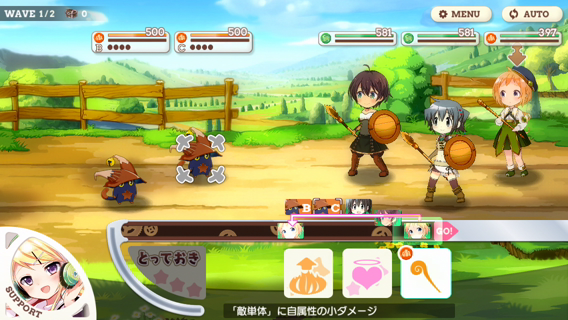 WAVE 1/2 0
MENU
AUTO
500
B
500
C
581
581
397
B
C
GO!
とっておき
SUPPORT
「敵単体」に自属性の小ダメージ